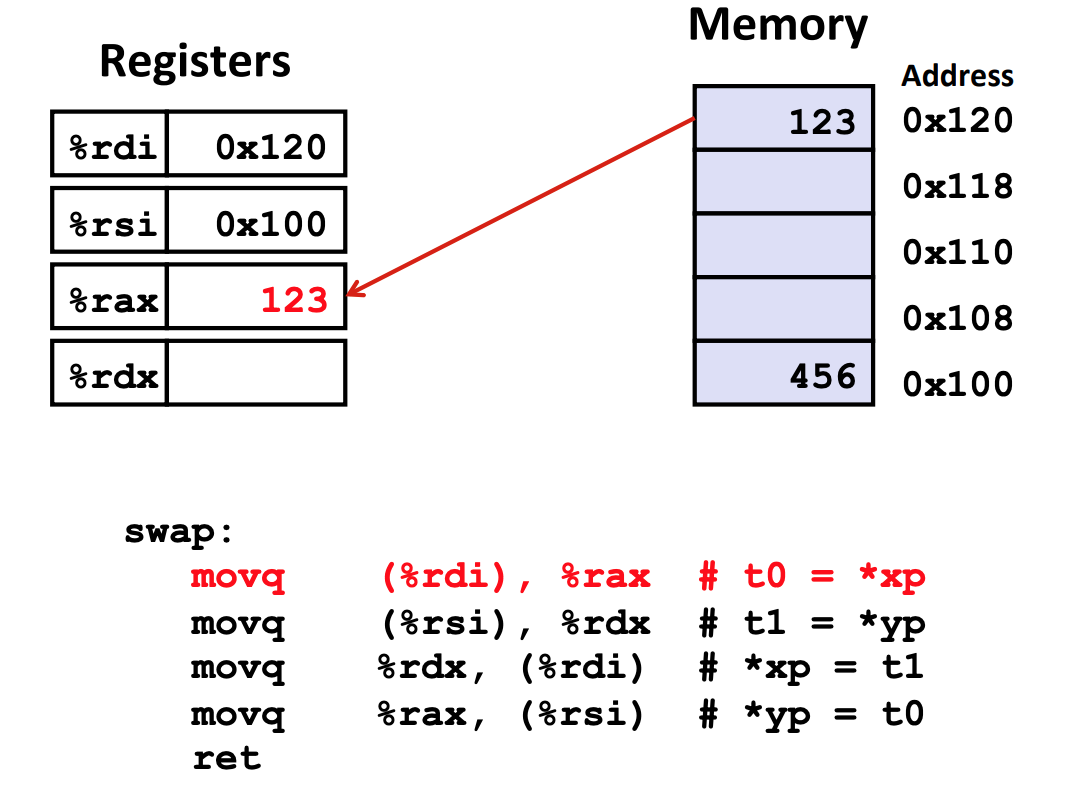 Registers
%rdi 0x120
%rsi 0x100
%rax 123
%rdx
Memory
Address
123 0x120
0x118
0x110
0x108
456 0x100
swap:
movq (%rdi), %rax # t0 = *xp
movq (%rsi), %rdx # t1 = *yp
movq %rdx, (%rdi) # *xp = t1
movq %rax, (%rsi) # *yp = t0
ret